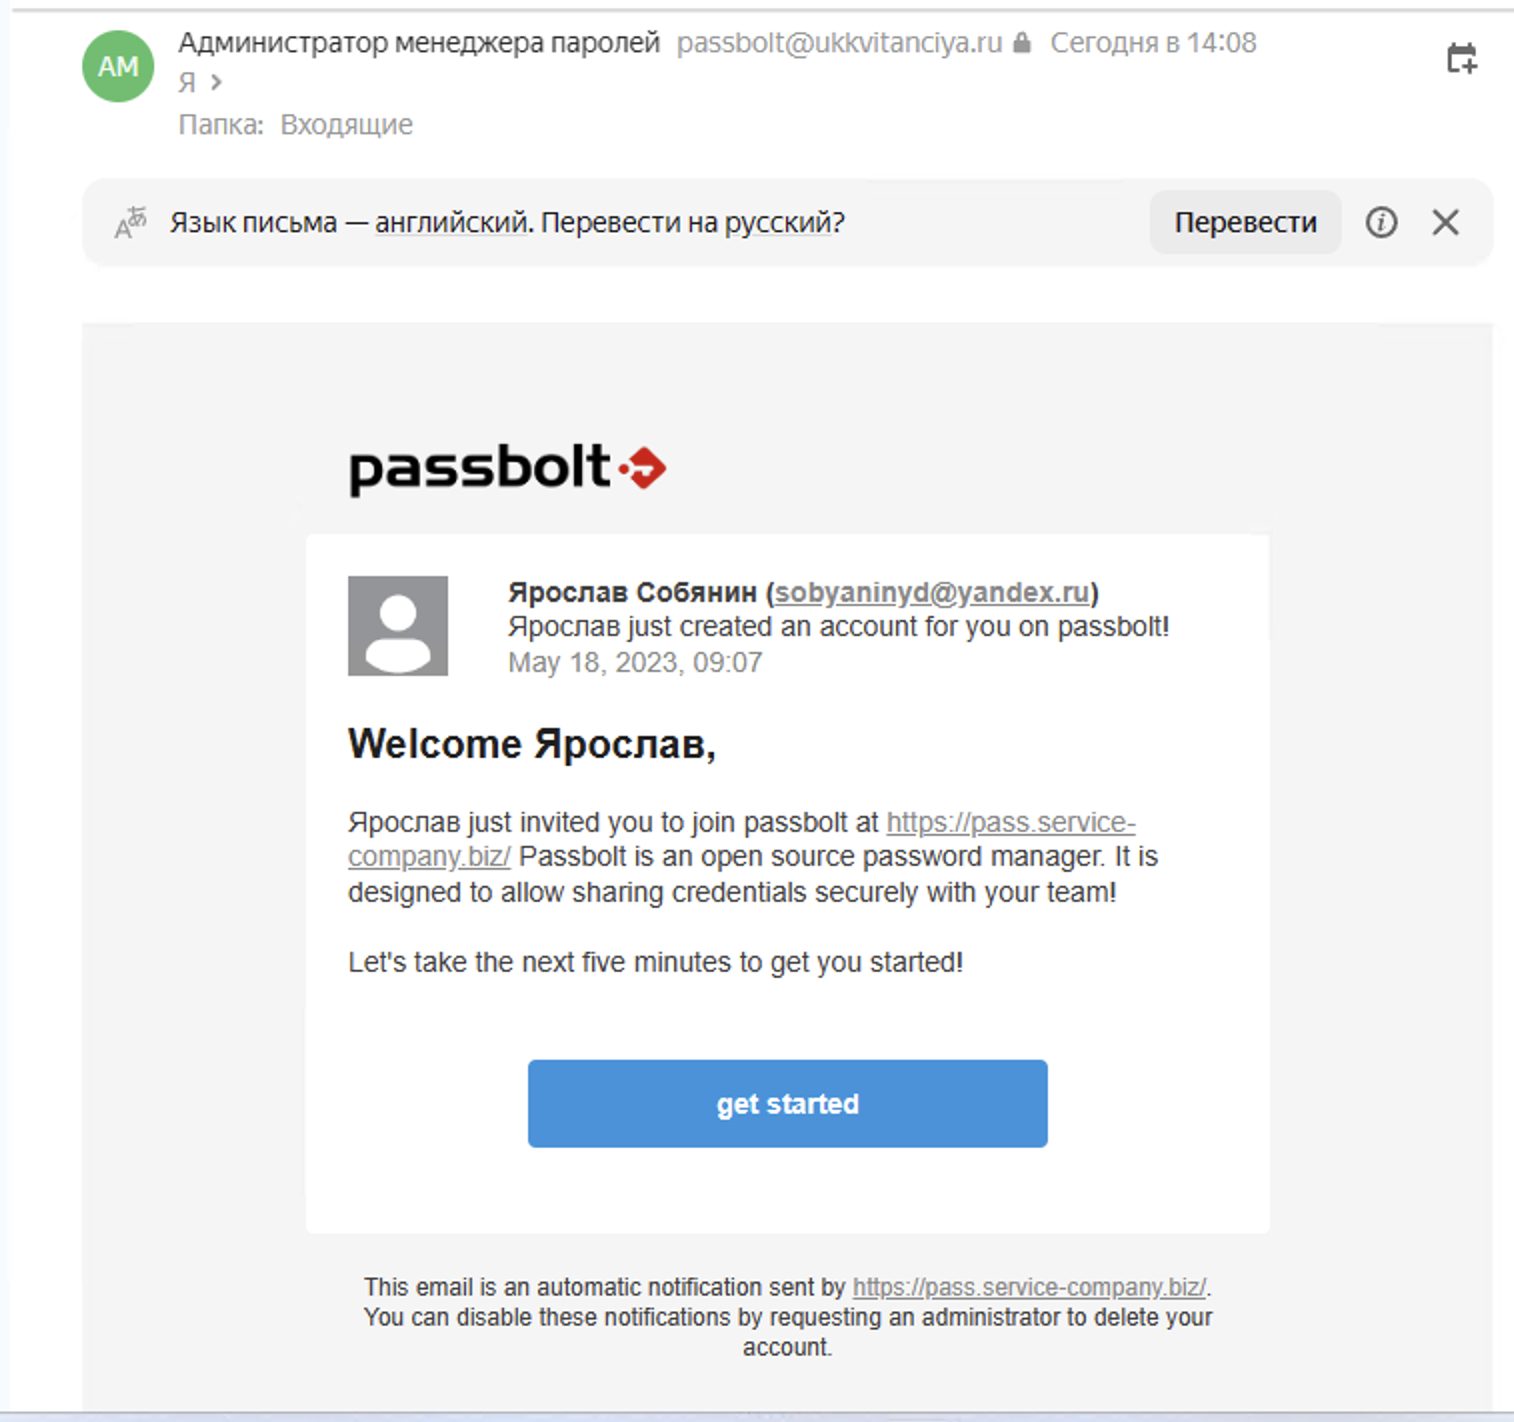 АМ
Администратор менеджера паролей passbolt@ukkvitanciya.ru Сегодня в 14:08
Я >
Папка: Входящие
Язык письма — английский. Перевести на русский?
Перевести
passbolt
Ярослав Собянин (sobyaninyd@yandex.ru)
Ярослав just created an account for you on passbolt!
May 18, 2023, 09:07
Welcome Ярослав,
Ярослав just invited you to join passbolt at https://pass.service-
company.biz/ Passbolt is an open source password manager. It is
designed to allow sharing credentials securely with your team!
Let's take the next five minutes to get you started!
get started
This email is an automatic notification sent by https://pass.service-company.biz/.
You can disable these notifications by requesting an administrator to delete your
account.